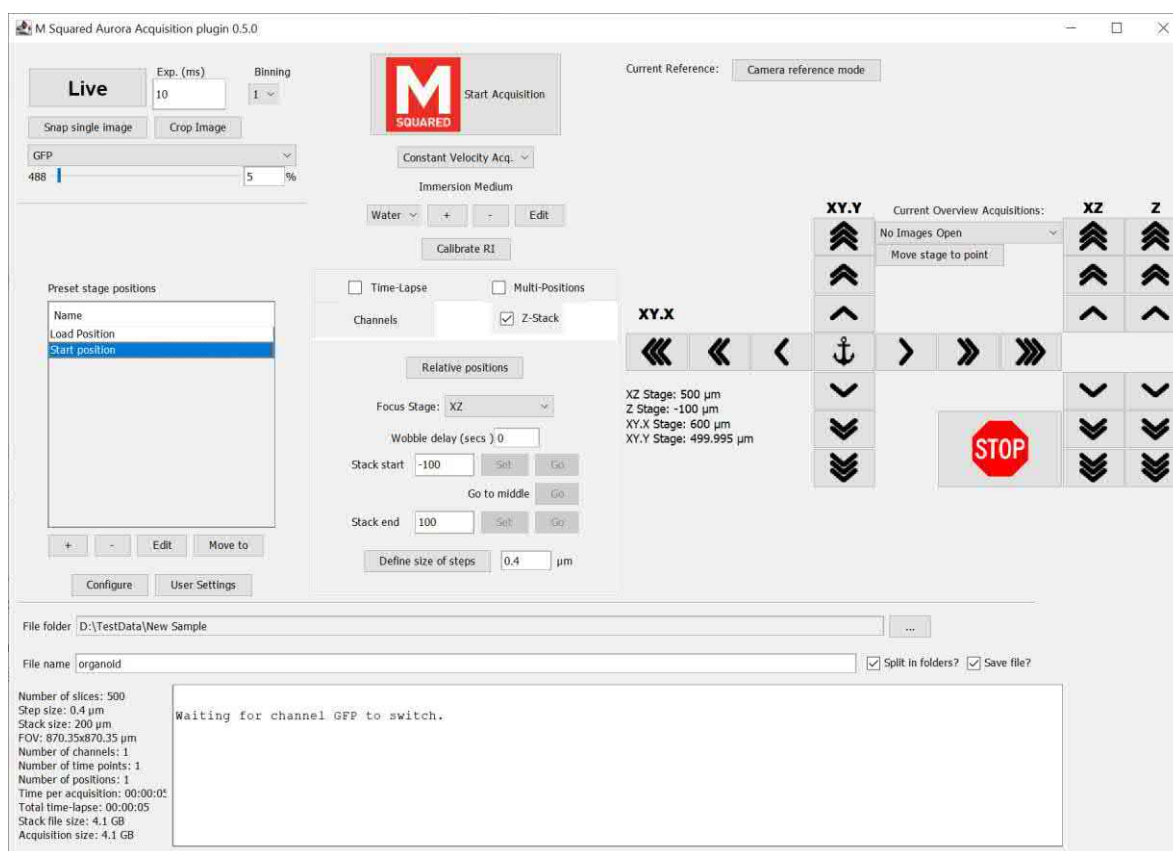 M Squared Aurora Acquisition plugin 0.5.0
Live
Exp. (ms)
10
Binning
1
Snap single image
Crop Image
GFP
488
5
%
M
SQUARED
Start Acquisition
Constant Velocity Acq.
Immersion Medium
Water
+
-
Edit
Calibrate RI
Current Reference:
Camera reference mode
Preset stage positions
Name
Load Position
Start position
+
-
Edit
Move to
Configure
User Settings
Time-Lapse
Multi-Positions
Channels
Z-Stack
Relative positions
Focus Stage: XZ
Wobble delay (secs ) 0
Stack start -100 Set Go
Go to middle Go
Stack end 100 Set Go
Define size of steps 0.4 µm
XY.Y
Current Overview Acquisitions:
XZ
Z
No Images Open
Move stage to point
XY.X
XZ Stage: 500 µm
Z Stage: -100 µm
XY.X Stage: 600 µm
XY.Y Stage: 499.995 µm
STOP
File folder D:\TestData\New Sample
...
File name organoid
Split in folders?
Save file?
Number of slices: 500
Step size: 0.4 µm
Stack size: 200 µm
FOV: 870.35x870.35 µm
Number of channels: 1
Number of time points: 1
Number of positions: 1
Time per acquisition: 00:00:05
Total time-lapse: 00:00:05
Stack file size: 4.1 GB
Acquisition size: 4.1 GB
Waiting for channel GFP to switch.